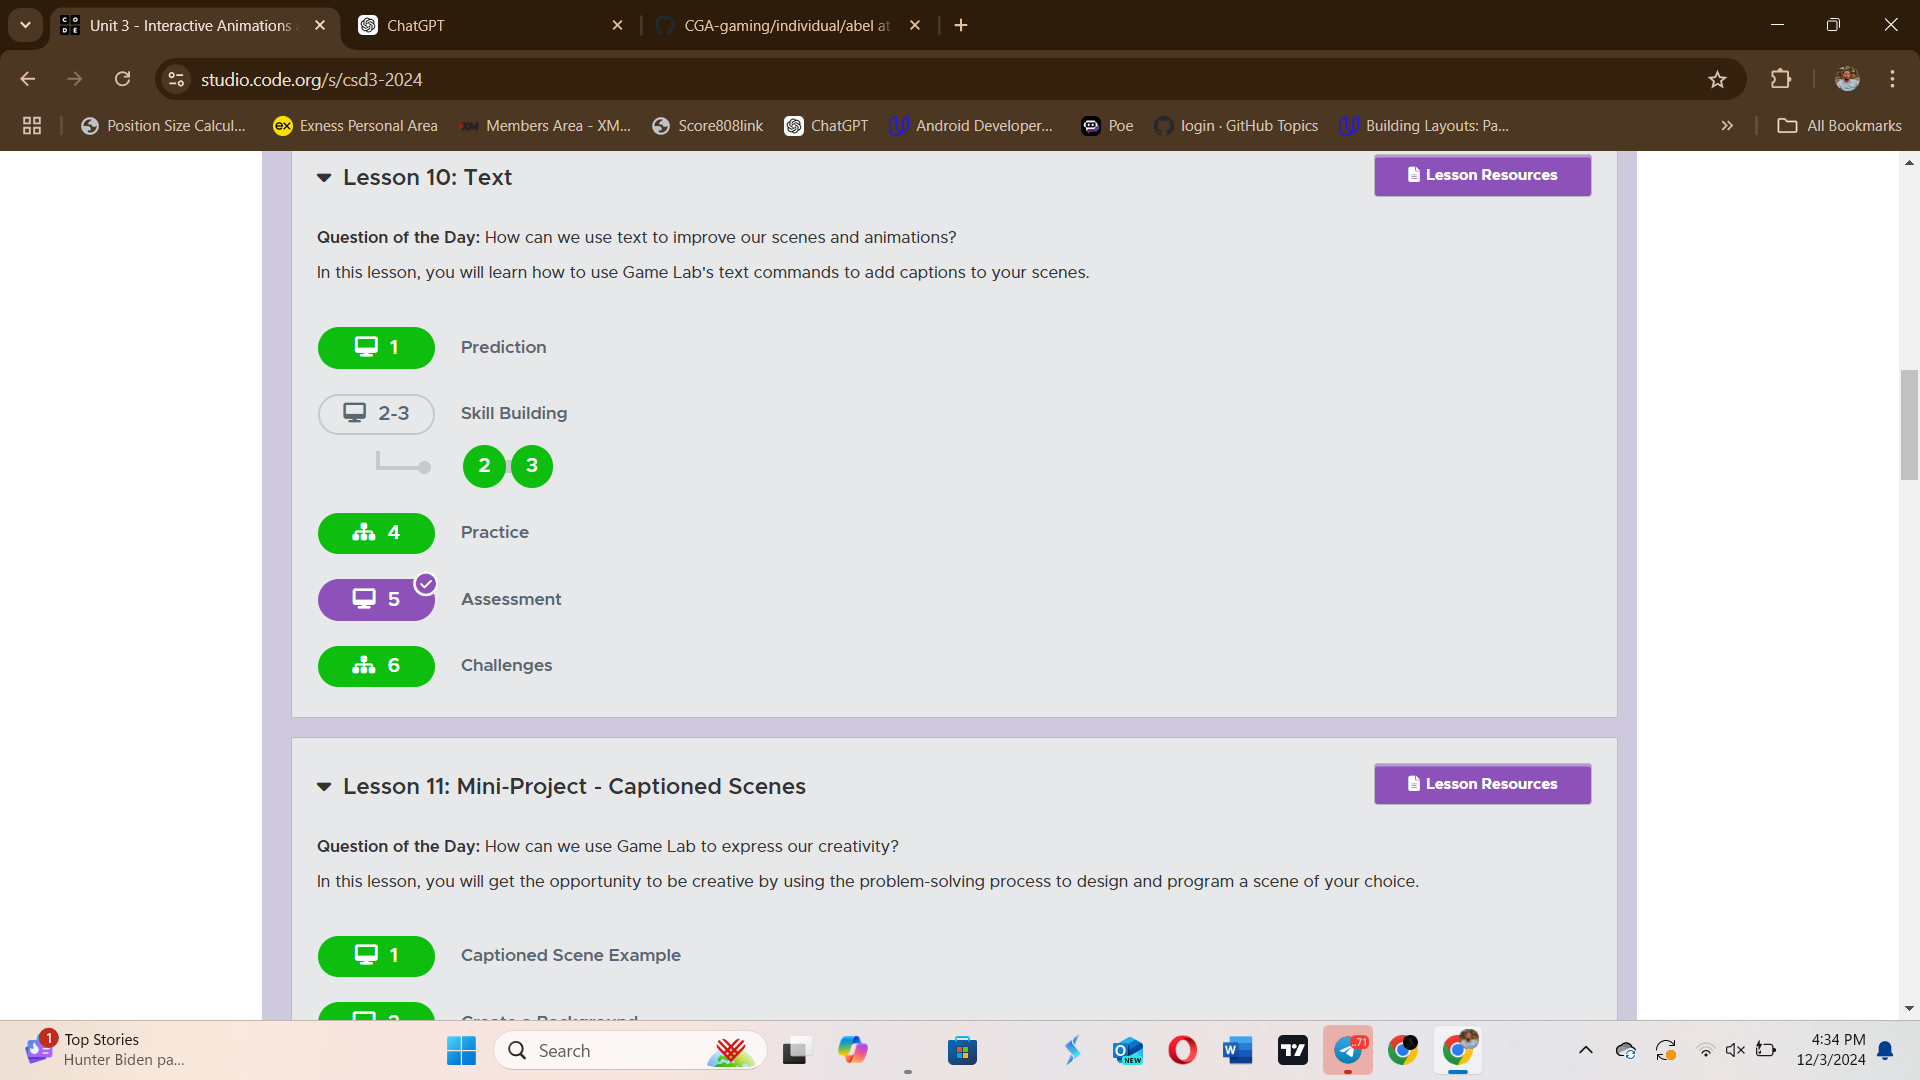 Unit 3 - Interactive Animations
ChatGPT
CGA-gaming/individual/abel at
studio.code.org/s/csd3-2024
Position Size Calcul...
Exness Personal Area
Members Area - XM...
Score808link
ChatGPT
Android Developer...
Poe
login · GitHub Topics
Building Layouts: Pa...
All Bookmarks
Lesson 10: Text
Lesson Resources
Question of the Day: How can we use text to improve our scenes and animations?
In this lesson, you will learn how to use Game Lab's text commands to add captions to your scenes.
1 Prediction
2-3 Skill Building
2 3
4 Practice
5 Assessment
6 Challenges
Lesson 11: Mini-Project - Captioned Scenes
Lesson Resources
Question of the Day: How can we use Game Lab to express our creativity?
In this lesson, you will get the opportunity to be creative by using the problem-solving process to design and program a scene of your choice.
1 Captioned Scene Example
2 Create a Background
1
Top Stories
Hunter Biden pa...
Search
NEW
71
4:34 PM
12/3/2024